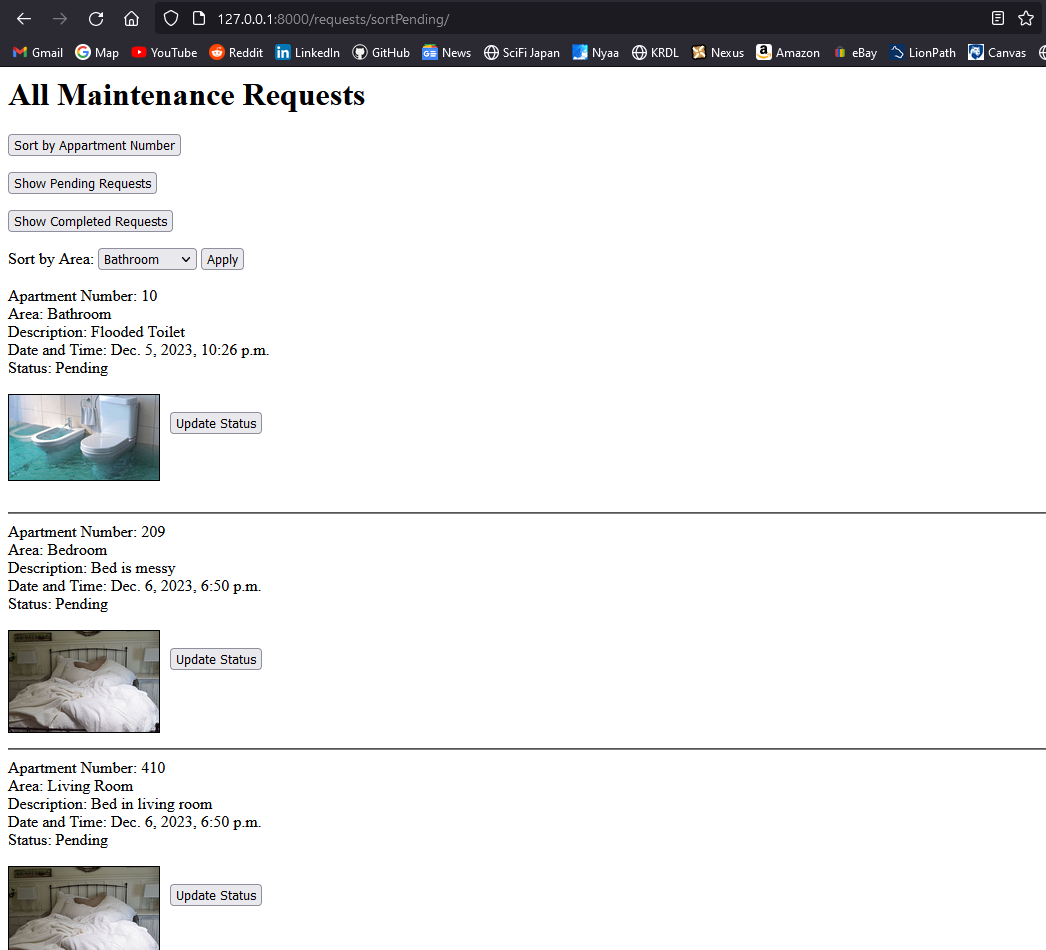 127.0.0.1:8000/requests/sortPending/
Gmail Map YouTube Reddit LinkedIn GitHub News SciFi Japan Nyaa KRDL Nexus Amazon eBay LionPath Canvas
All Maintenance Requests
Sort by Appartment Number
Show Pending Requests
Show Completed Requests
Sort by Area: Bathroom Apply
Apartment Number: 10
Area: Bathroom
Description: Flooded Toilet
Date and Time: Dec. 5, 2023, 10:26 p.m.
Status: Pending
Update Status
Apartment Number: 209
Area: Bedroom
Description: Bed is messy
Date and Time: Dec. 6, 2023, 6:50 p.m.
Status: Pending
Update Status
Apartment Number: 410
Area: Living Room
Description: Bed in living room
Date and Time: Dec. 6, 2023, 6:50 p.m.
Status: Pending
Update Status